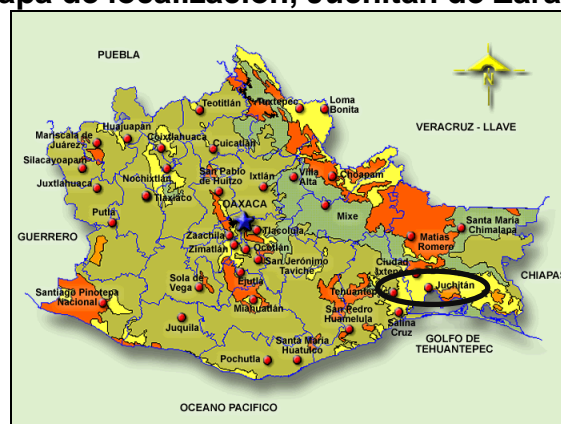 apa de localización, Juchitán de Zara
PUEBLA
Teotitlán
Tuxtepec
Loma
Bonita
VERACRUZ - LLAVE
N
Huajuapán
Mariscala de
Juárez
Coixtlahuaca
Cuicatlán
Silacayoapam
Nochixtlán
San Pablo
de Huitzo
Ixtlán
Villa
Alta
Choapam
Juxtlahuaca
Tlaxiaco
OAXACA
Mixe
Putla
Santa María
Chimalapa
GUERRERO
Zaachila
Tlacolula
Matías
Romero
Zimatlán
Ocotlán
San Jerónimo
Taviche
Ciudad
Ixtepec
CHIAPAS
Sola de
Vega
Ejutla
Tehuantepec
Juchitán
Santiago Pinotepa
Nacional
Miahuatlán
San Pedro
Huamelula
Salina
Cruz
Juquila
GOLFO DE
TEHUANTEPEC
Santa María
Huatulco
Pochutla
OCEANO PACIFICO